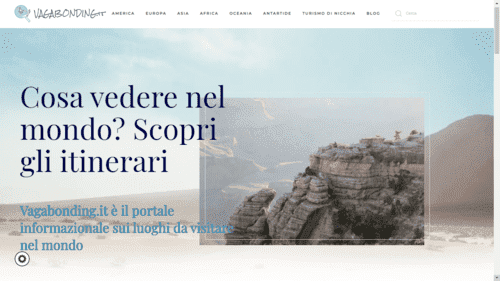 VAGABONDING.IT AMERICA EUROPA ASIA AFRICA OCEANIA ANTARTIDE TURISMO DI NICCHIA BLOG Cerca
Cosa vedere nel
mondo? Scopri
gli itinerari
Vagabonding.it è il portale
informazionale sui luoghi da visitare
nel mondo